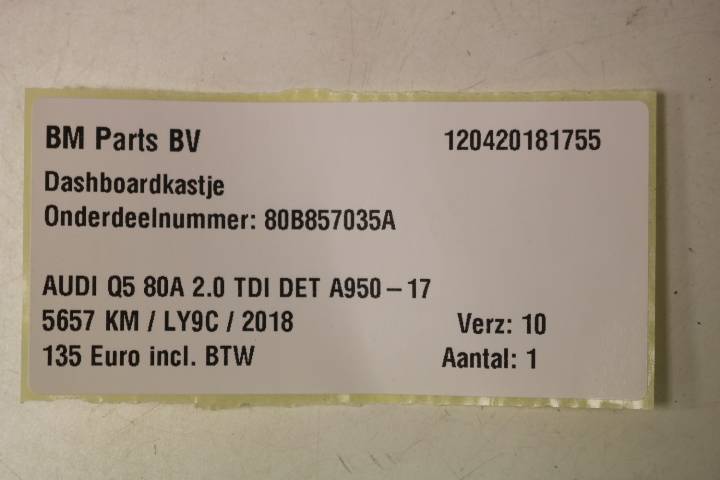 BM Parts BV 120420181755
Dashboardkastje
Onderdeelnummer: 80B857035A
AUDI Q5 80A 2.0 TDI DET A950-17
5657 KM / LY9C / 2018 Verz: 10
135 Euro incl. BTW Aantal: 1